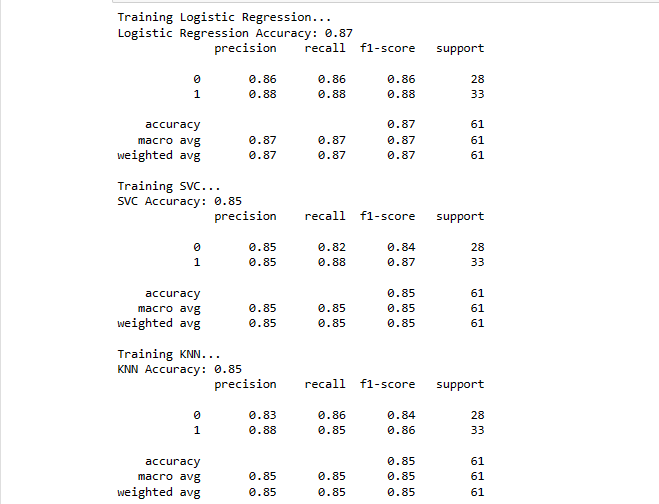 Training Logistic Regression...
Logistic Regression Accuracy: 0.87
precision recall f1-score support
0 0.86 0.86 0.86 28
1 0.88 0.88 0.88 33
accuracy 0.87 61
macro avg 0.87 0.87 0.87 61
weighted avg 0.87 0.87 0.87 61
Training SVC...
SVC Accuracy: 0.85
precision recall f1-score support
0 0.85 0.82 0.84 28
1 0.85 0.88 0.87 33
accuracy 0.85 61
macro avg 0.85 0.85 0.85 61
weighted avg 0.85 0.85 0.85 61
Training KNN...
KNN Accuracy: 0.85
precision recall f1-score support
0 0.83 0.86 0.84 28
1 0.88 0.85 0.86 33
accuracy 0.85 61
macro avg 0.85 0.85 0.85 61
weighted avg 0.85 0.85 0.85 61